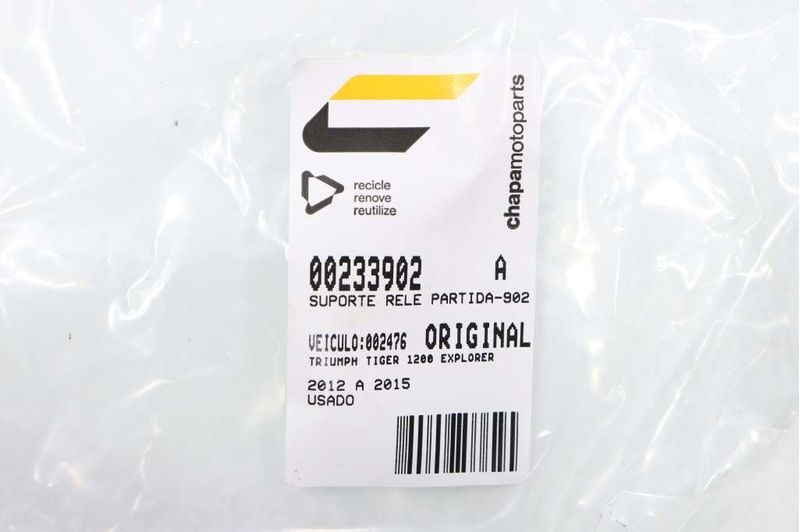 chapamotoparts
recicle
renove
reutilize
00233902 A
SUPORTE RELE PARTIDA-902
VEICULO:002476 ORIGINAL
TRIUMPH TIGER 1200 EXPLORER
2012 A 2015
USADO